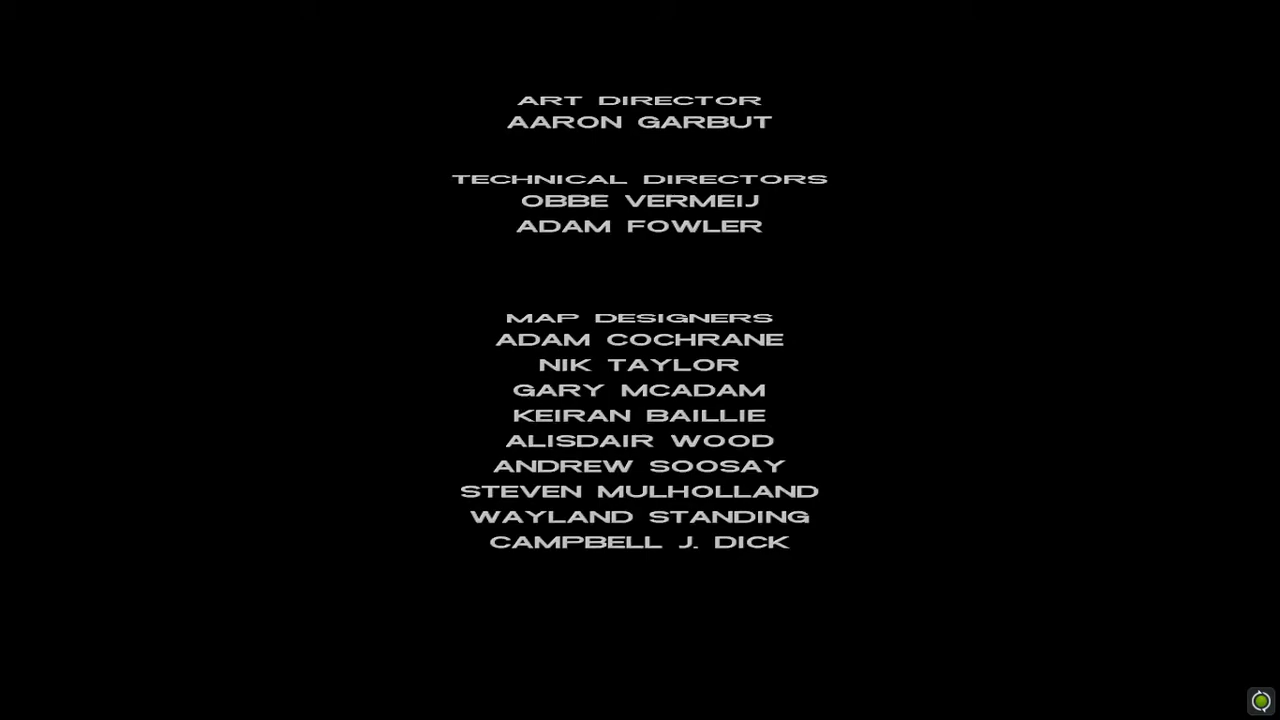 ART DIRECTOR
AARON GARBUT
TECHNICAL DIRECTORS
OBBE VERMEIJ
ADAM FOWLER
MAP DESIGNERS
ADAM COCHRANE
NIK TAYLOR
GARY MCADAM
KEIRAN BAILLIE
ALISDAIR WOOD
ANDREW SOOSAY
STEVEN MULHOLLAND
WAYLAND STANDING
CAMPBELL J. DICK